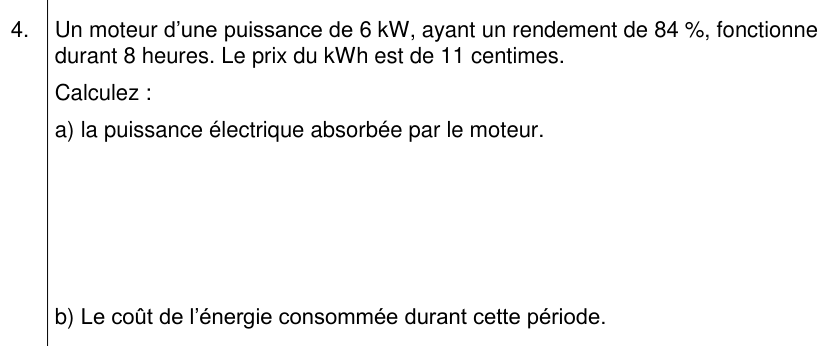 4. Un moteur d’une puissance de 6 kW, ayant un rendement de 84 %, fonctionne
durant 8 heures. Le prix du kWh est de 11 centimes.
Calculez :
a) la puissance électrique absorbée par le moteur.
b) Le coût de l’énergie consommée durant cette période.